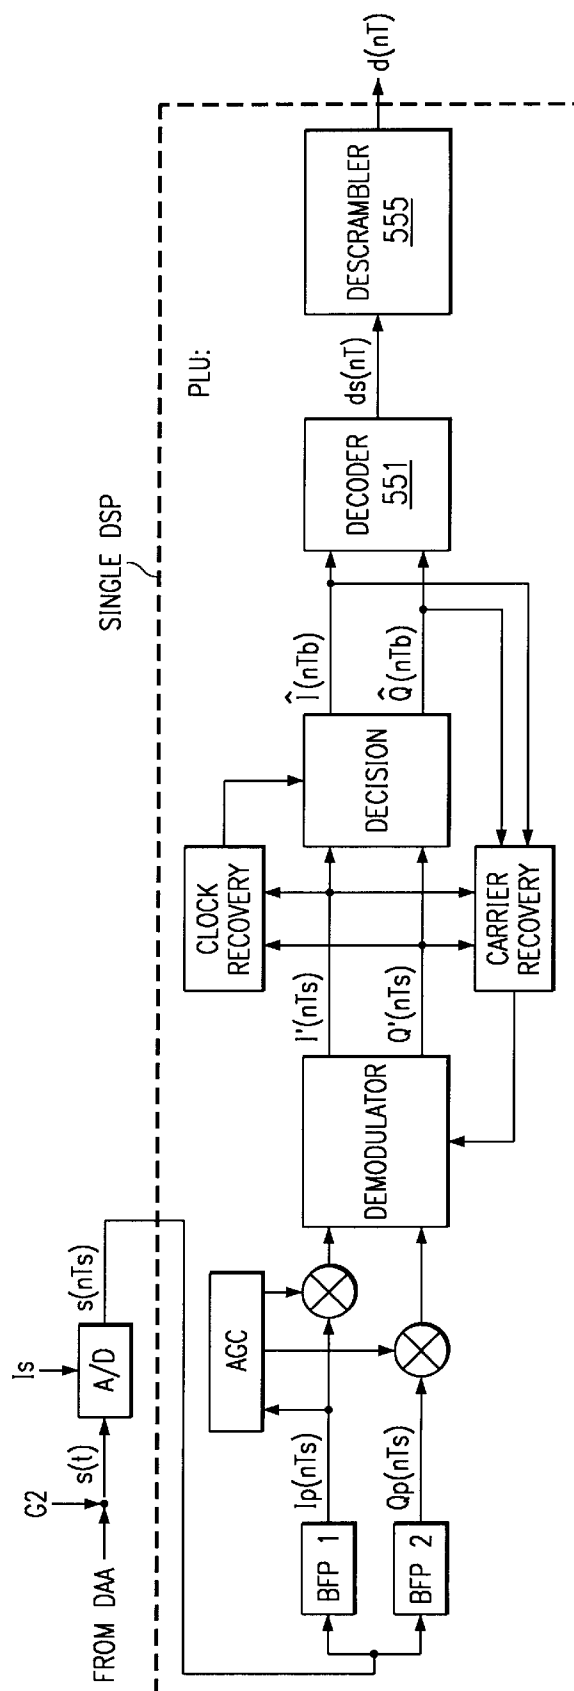 SINGLE DSP
PLU:
FROM DAA
G2
s(t)
Is
A/D
s(nTs)
BFP 1
BFP 2
Ip(nTs)
Qp(nTs)
AGC
DEMODULATOR
I'(nTs)
Q'(nTs)
CLOCK
RECOVERY
CARRIER
RECOVERY
DECISION
Î(nTb)
Q̂(nTb)
DECODER
551
ds(nT)
DESCRAMBLER
555
d(nT)